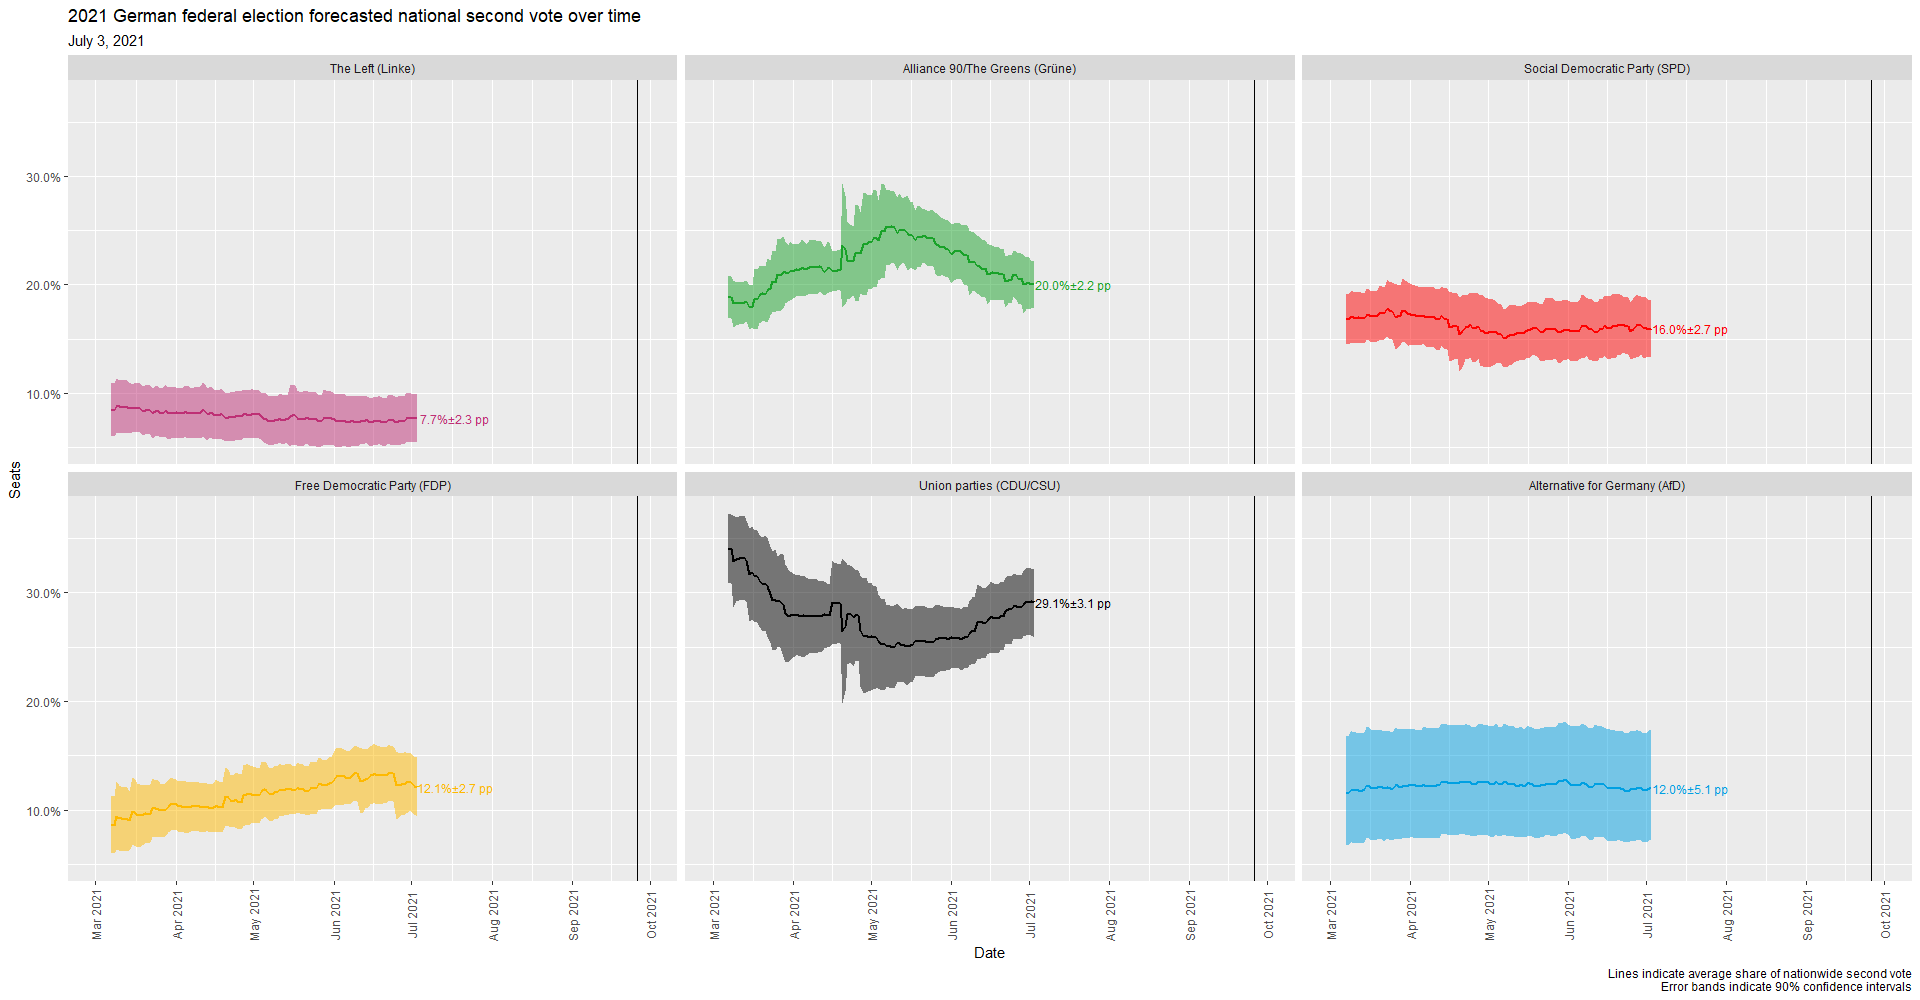 2021 German federal election forecasted national second vote over time
July 3, 2021
The Left (Linke)
Alliance 90/The Greens (Grüne)
Social Democratic Party (SPD)
30.0%
20.0%
10.0%
7.7%±2.3 pp
20.0%±2.2 pp
16.0%±2.7 pp
Seats
Free Democratic Party (FDP)
Union parties (CDU/CSU)
Alternative for Germany (AfD)
30.0%
20.0%
10.0%
12.1%±2.7 pp
29.1%±3.1 pp
12.0%±5.1 pp
Mar 2021
Apr 2021
May 2021
Jun 2021
Jul 2021
Aug 2021
Sep 2021
Oct 2021
Mar 2021
Apr 2021
May 2021
Jun 2021
Jul 2021
Aug 2021
Sep 2021
Oct 2021
Mar 2021
Apr 2021
May 2021
Jun 2021
Jul 2021
Aug 2021
Sep 2021
Oct 2021
Date
Lines indicate average share of nationwide second vote
Error bands indicate 90% confidence intervals